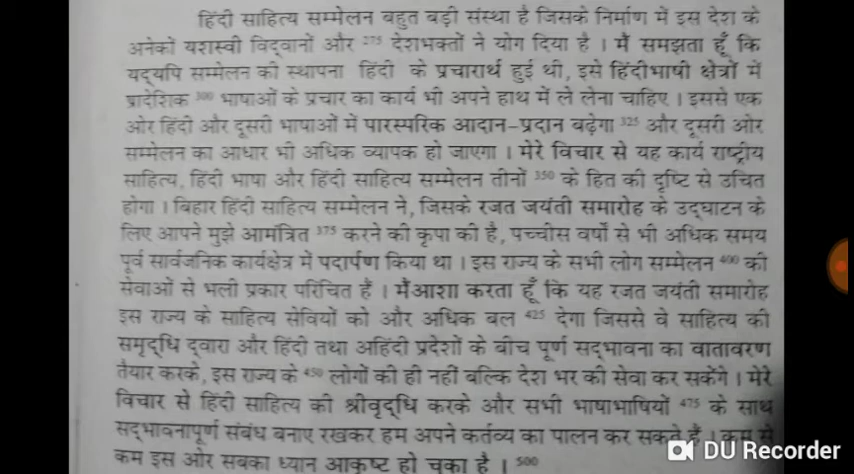 हिंदी साहित्य सम्मेलन बहुत बड़ी संस्था है जिसके निर्माण में इस देश के
अनेकों यशस्वी विद्वानों और 275 देशभक्तों ने योग दिया है । मैं समझता हूँ कि
यद्यपि सम्मेलन की स्थापना हिंदी के प्रचारार्थ हुई थी, इसे हिंदीभाषी क्षेत्रों में
प्रादेशिक 300 भाषाओं के प्रचार का कार्य भी अपने हाथ में ले लेना चाहिए । इससे एक
ओर हिंदी और दूसरी भाषाओं में पारस्परिक आदान-प्रदान बढ़ेगा 325 और दूसरी ओर
सम्मेलन का आधार भी अधिक व्यापक हो जाएगा । मेरे विचार से यह कार्य राष्ट्रीय
साहित्य, हिंदी भाषा और हिंदी साहित्य सम्मेलन तीनों 350 के हित की दृष्टि से उचित
होगा । बिहार हिंदी साहित्य सम्मेलन ने, जिसके रजत जयंती समारोह के उद्घाटन के
लिए आपने मुझे आमंत्रित 375 करने की कृपा की है, पच्चीस वर्षों से भी अधिक समय
पूर्व सार्वजनिक कार्यक्षेत्र में पदार्पण किया था । इस राज्य के सभी लोग सम्मेलन 400 की
सेवाओं से भली प्रकार परिचित हैं । मैंआशा करता हूँ कि यह रजत जयंती समारोह
इस राज्य के साहित्य सेवियों को और अधिक बल 425 देगा जिससे वे साहित्य की
समृद्धि द्वारा और हिंदी तथा अहिंदी प्रदेशों के बीच पूर्ण सद्भावना का वातावरण
तैयार करके, इस राज्य के 450 लोगों की ही नहीं बल्कि देश भर की सेवा कर सकेंगे । मेरे
विचार से हिंदी साहित्य की श्रीवृद्धि करके और सभी भाषाभाषियों 475 के साथ
सद्भावनापूर्ण संबंध बनाए रखकर हम अपने कर्तव्य का पालन कर सकते हैं । कम से
कम इस ओर सबका ध्यान आकृष्ट हो चुका है । 500
DU Recorder